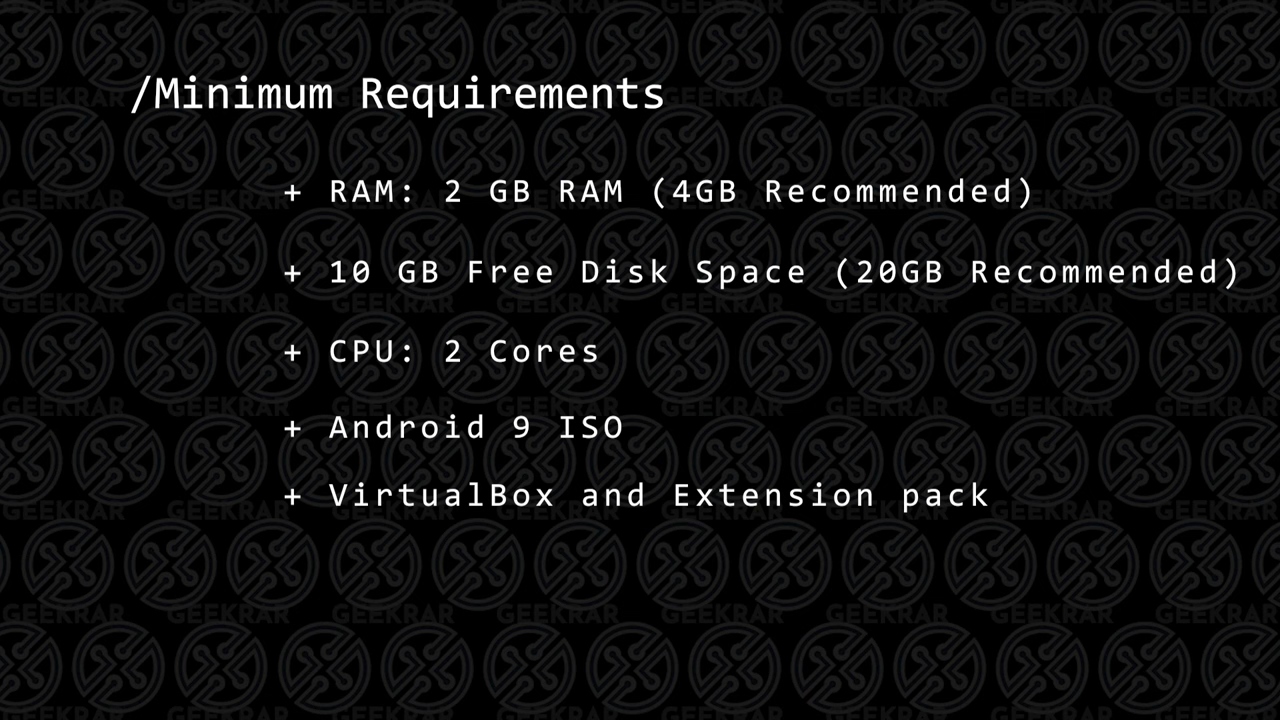 /Minimum Requirements
+ RAM: 2 GB RAM (4GB Recommended)
+ 10 GB Free Disk Space (20GB Recommended)
+ CPU: 2 Cores
+ Android 9 ISO
+ VirtualBox and Extension pack
GEEKRAR